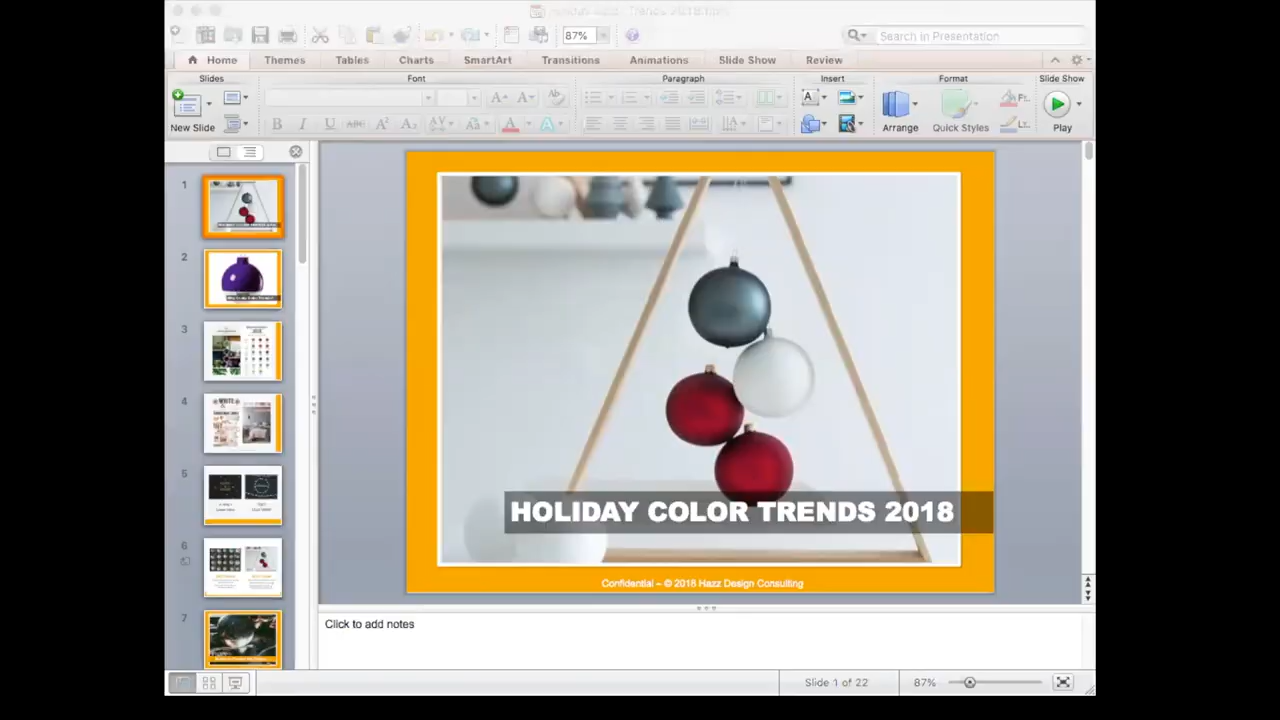 87%
Search in Presentation
Home
Themes
Tables
Charts
SmartArt
Transitions
Animations
Slide Show
Review
Slides
Font
Paragraph
Insert
Format
Slide Show
New Slide
Arrange
Quick Styles
Play
1
2
3
4
5
6
7
HOLIDAY COLOR TRENDS 2018
Confidential – © 2018 Hazz Design Consulting
Click to add notes
Slide 1 of 22
87%